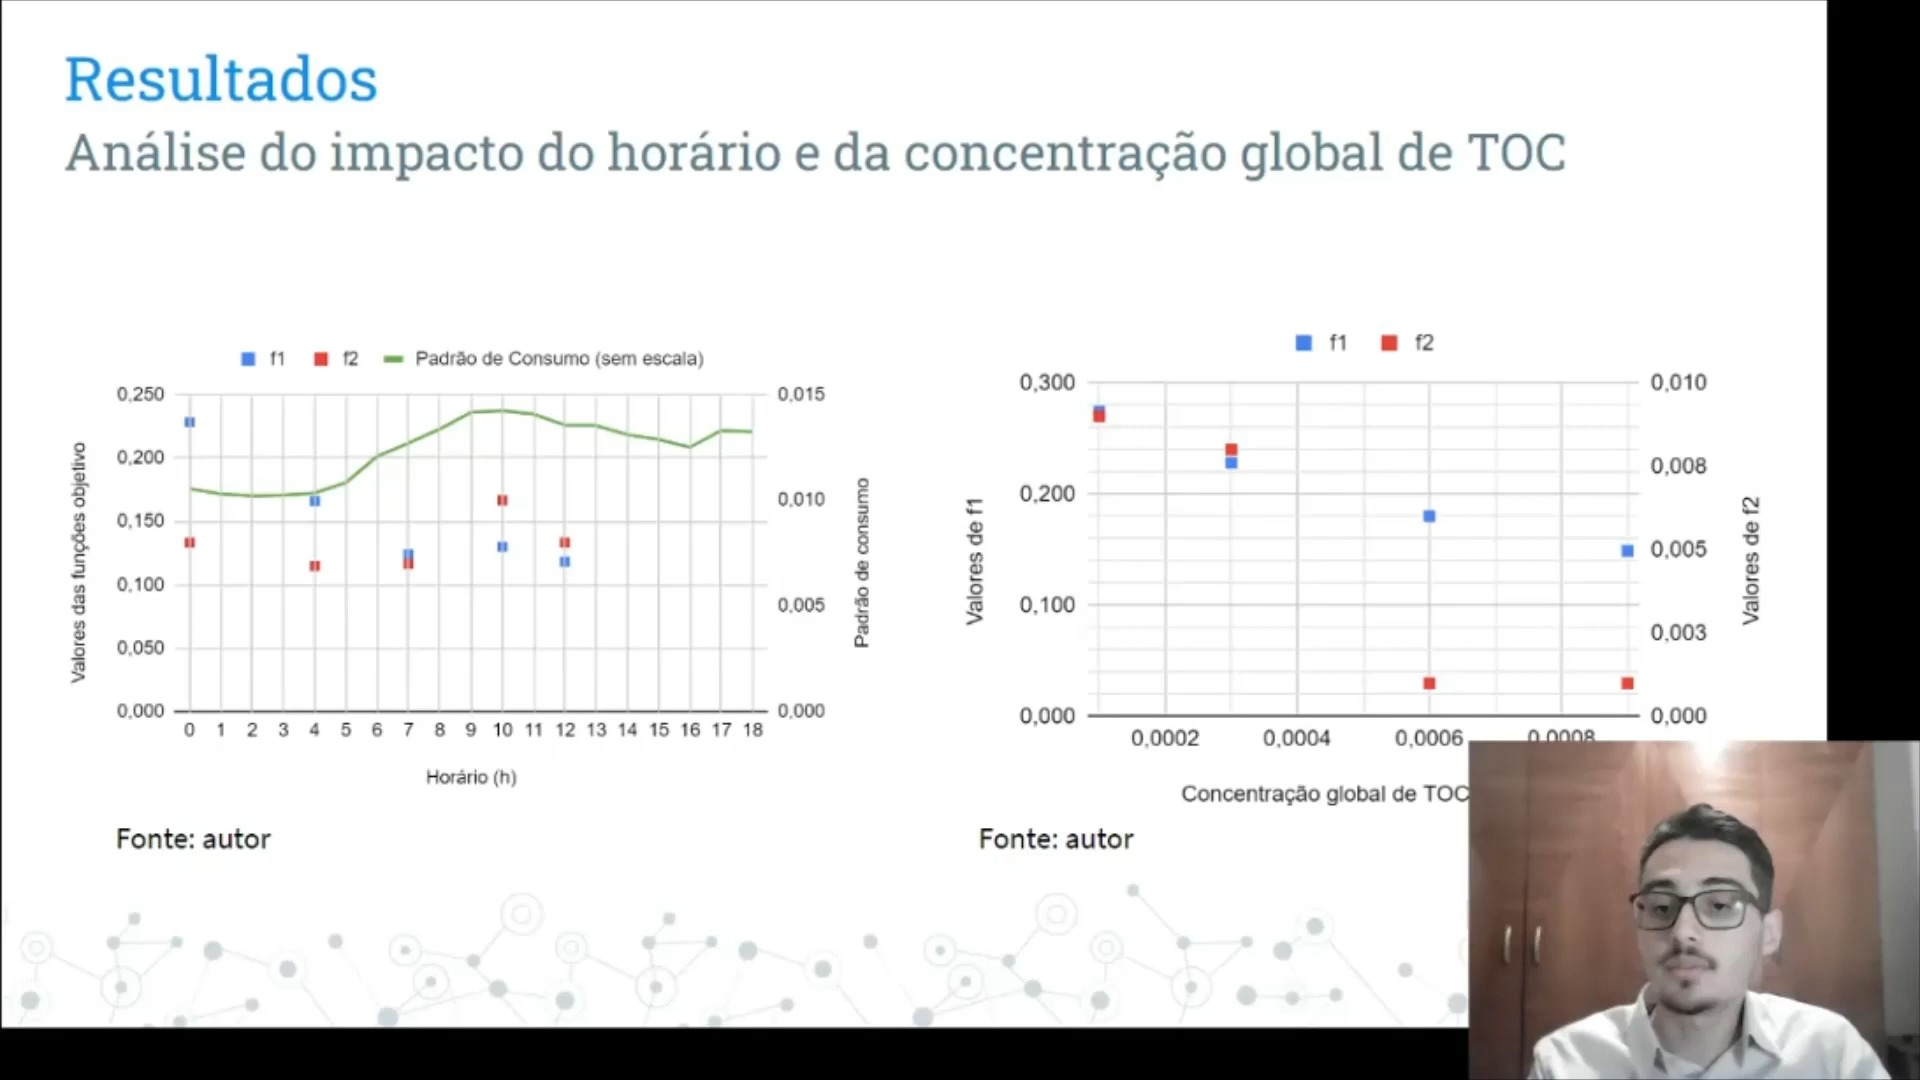 Resultados
Análise do impacto do horário e da concentração global de TOC
f1 f2 Padrão de Consumo (sem escala)
0,250
0,200
0,150
0,100
0,050
0,000
Valores das funções objetivo
0,015
0,010
0,005
0,000
Padrão de consumo
0 1 2 3 4 5 6 7 8 9 10 11 12 13 14 15 16 17 18
Horário (h)
Fonte: autor
f1 f2
0,300
0,200
0,100
0,000
Valores de f1
0,010
0,008
0,005
0,003
0,000
Valores de f2
0,0002 0,0004 0,0006 0,0008
Concentração global de TOC
Fonte: autor